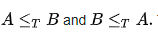 A ≤_T B and B ≤_T A.